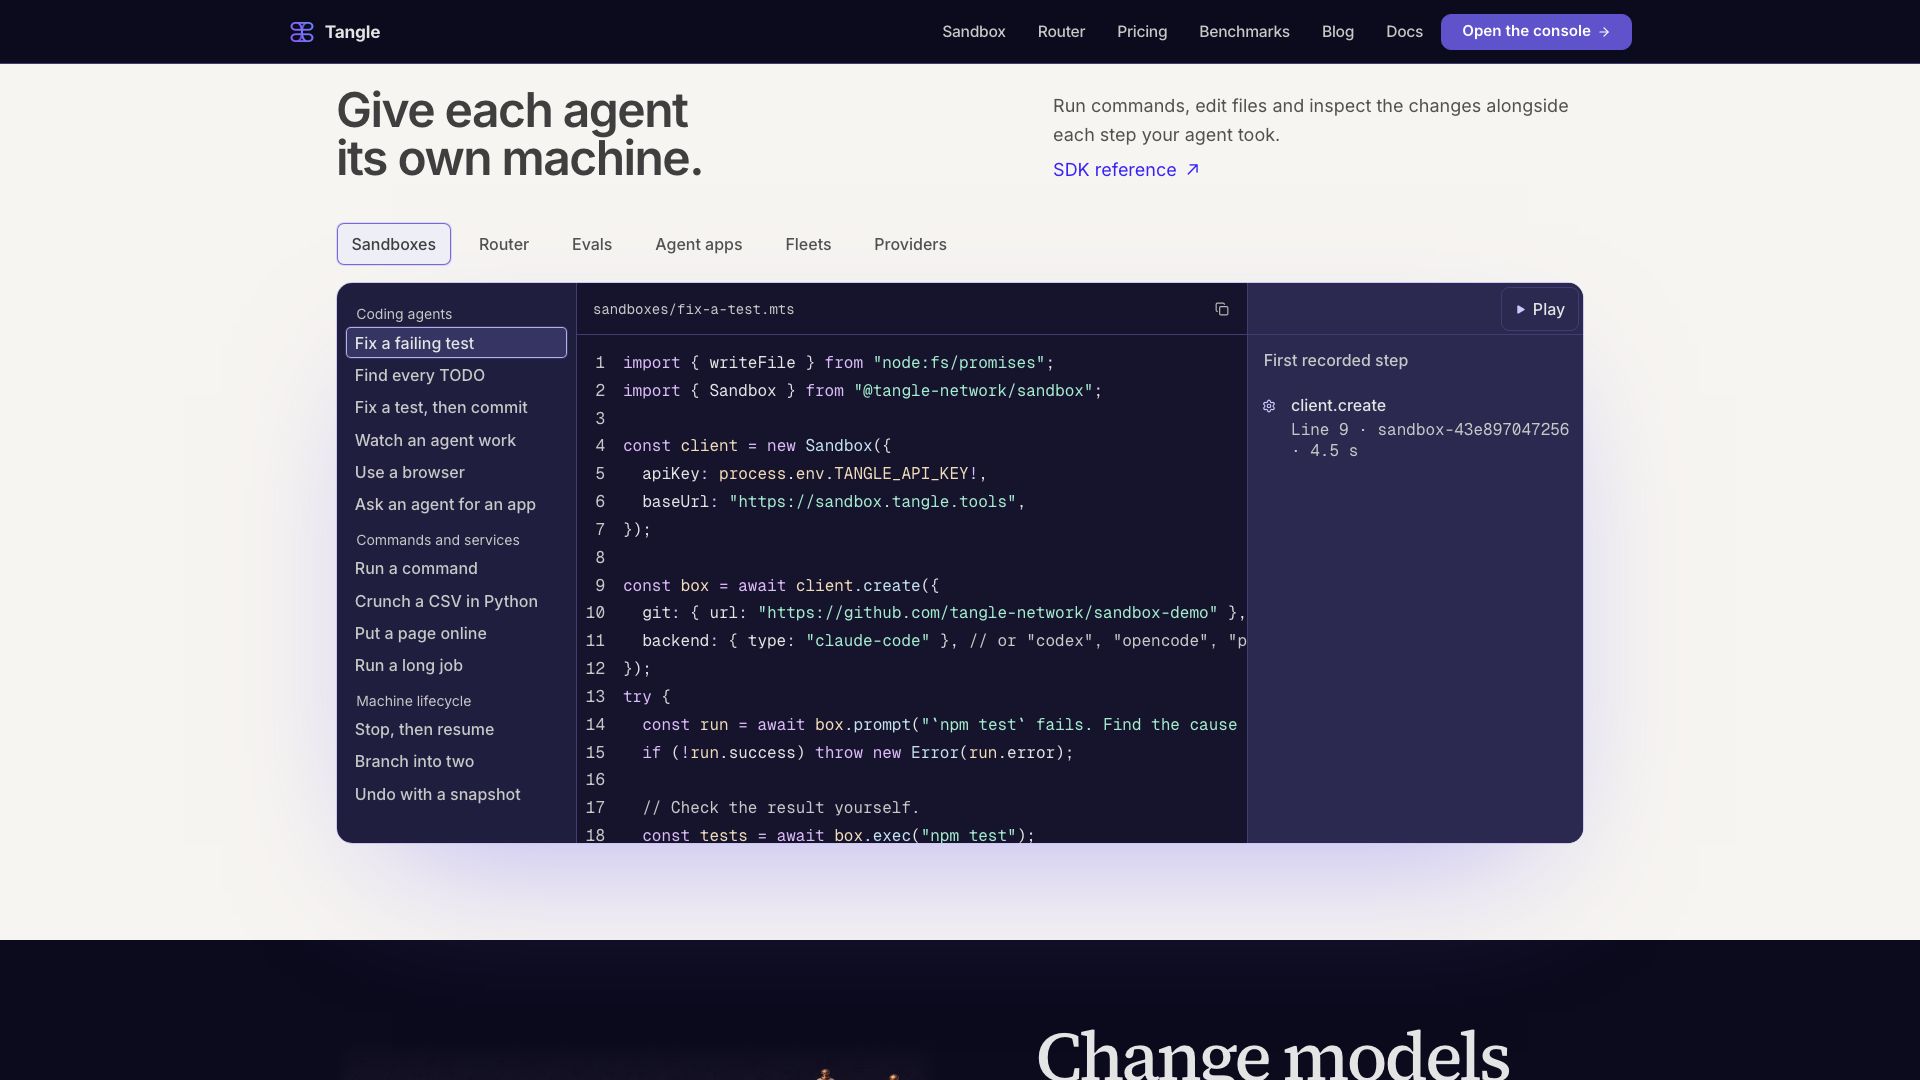 Tangle
Sandbox
Router
Pricing
Benchmarks
Blog
Docs
Open the console →
Give each agent
its own machine.
Run commands, edit files and inspect the changes alongside
each step your agent took.
SDK reference ↗
Sandboxes
Router
Evals
Agent apps
Fleets
Providers
Coding agents
Fix a failing test
Find every TODO
Fix a test, then commit
Watch an agent work
Use a browser
Ask an agent for an app
Commands and services
Run a command
Crunch a CSV in Python
Put a page online
Run a long job
Machine lifecycle
Stop, then resume
Branch into two
Undo with a snapshot
sandboxes/fix-a-test.mts
1 import { writeFile } from "node:fs/promises";
2 import { Sandbox } from "@tangle-network/sandbox";
3
4 const client = new Sandbox({
5   apiKey: process.env.TANGLE_API_KEY!,
6   baseUrl: "https://sandbox.tangle.tools",
7 });
8
9 const box = await client.create({
10   git: { url: "https://github.com/tangle-network/sandbox-demo" },
11   backend: { type: "claude-code" }, // or "codex", "opencode", "p
12 });
13 try {
14   const run = await box.prompt("`npm test` fails. Find the cause
15   if (!run.success) throw new Error(run.error);
16
17   // Check the result yourself.
18   const tests = await box.exec("npm test");
Play
First recorded step
client.create
Line 9 · sandbox-43e897047256
· 4.5 s
Change models